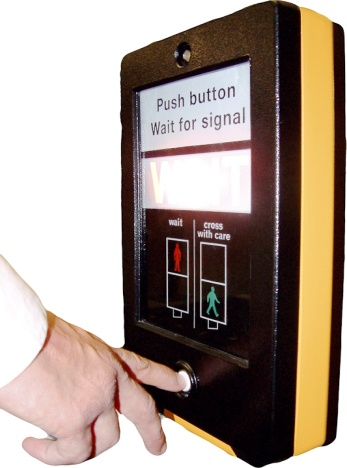 Push button
Wait for signal
WAIT
wait cross
with care